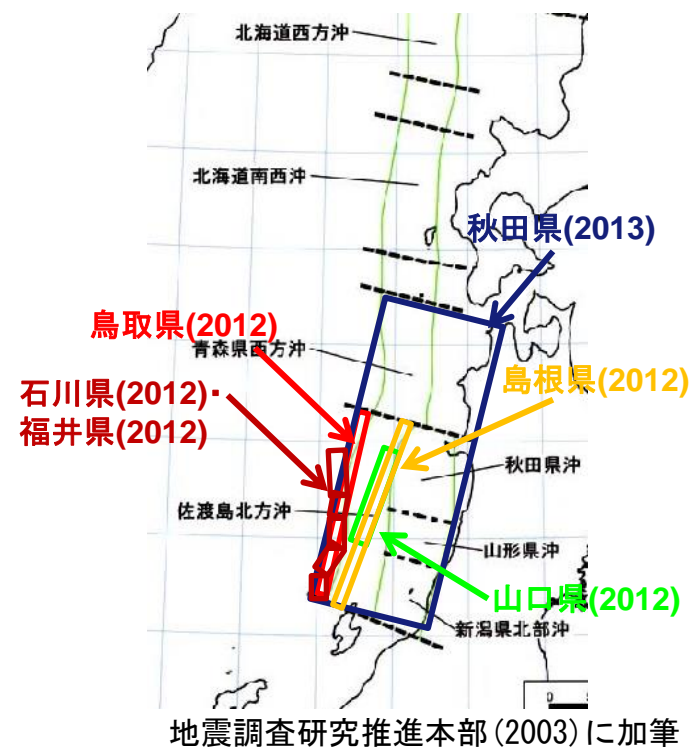 北海道西方沖
北海道南西沖
秋田県(2013)
鳥取県(2012)
青森県西方沖
島根県(2012)
石川県(2012)・
福井県(2012)
秋田県沖
佐渡島北方沖
山形県沖
山口県(2012)
新潟県北部沖
0
地震調査研究推進本部(2003)に加筆